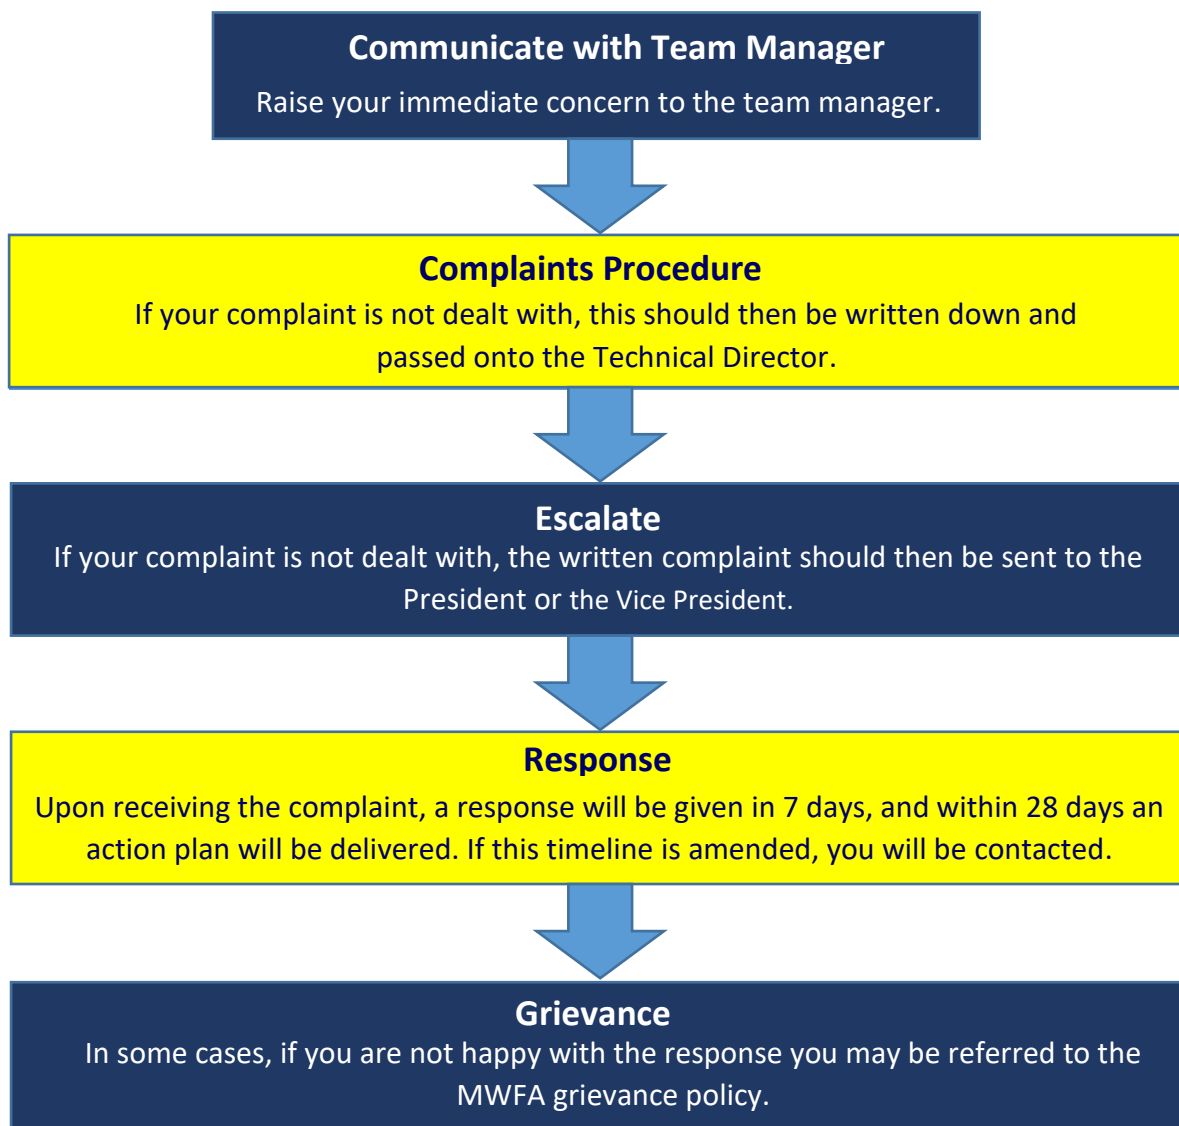 Communicate with Team Manager
Raise your immediate concern to the team manager.
Complaints Procedure
If your complaint is not dealt with, this should then be written down and
passed onto the Technical Director.
Escalate
If your complaint is not dealt with, the written complaint should then be sent to the
President or the Vice President.
Response
Upon receiving the complaint, a response will be given in 7 days, and within 28 days an
action plan will be delivered. If this timeline is amended, you will be contacted.
Grievance
In some cases, if you are not happy with the response you may be referred to the
MWFA grievance policy.